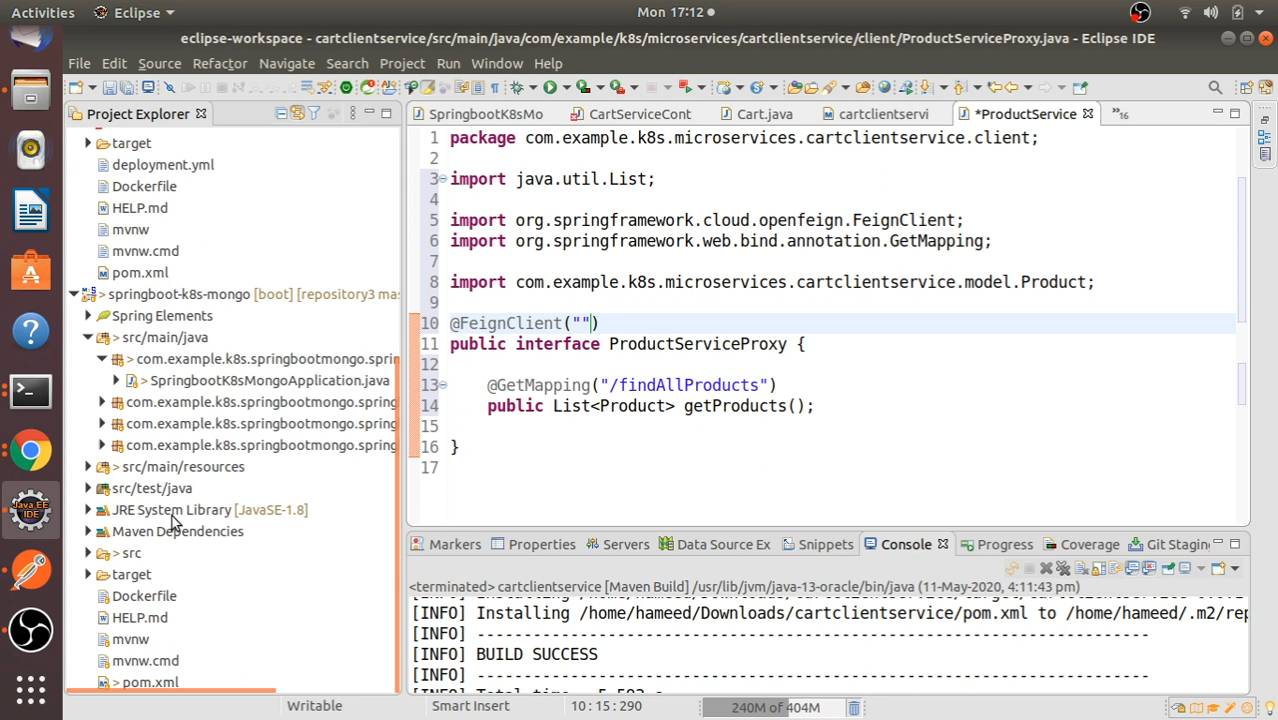 Activities Eclipse Mon 17:12
eclipse-workspace - cartclientservice/src/main/java/com/example/k8s/microservices/cartclientservice/client/ProductServiceProxy.java - Eclipse IDE
File Edit Source Refactor Navigate Search Project Run Window Help
Project Explorer
target
deployment.yml
Dockerfile
HELP.md
mvnw
mvnw.cmd
pom.xml
> springboot-k8s-mongo [boot] [repository3 mas
Spring Elements
> src/main/java
> com.example.k8s.springbootmongo.sprin
> SpringbootK8sMongoApplication.java
com.example.k8s.springbootmongo.spring
com.example.k8s.springbootmongo.spring
com.example.k8s.springbootmongo.spring
> src/main/resources
src/test/java
JRE System Library [JavaSE-1.8]
Maven Dependencies
> src
target
Dockerfile
HELP.md
mvnw
mvnw.cmd
> pom.xml
SpringbootK8sMo CartServiceCont Cart.java cartclientservi *ProductService »16
1 package com.example.k8s.microservices.cartclientservice.client;
2
3 import java.util.List;
4
5 import org.springframework.cloud.openfeign.FeignClient;
6 import org.springframework.web.bind.annotation.GetMapping;
7
8 import com.example.k8s.microservices.cartclientservice.model.Product;
9
10 @FeignClient("")
11 public interface ProductServiceProxy {
12
13 @GetMapping("/findAllProducts")
14 public List<Product> getProducts();
15
16 }
17
Markers Properties Servers Data Source Ex Snippets Console Progress Coverage Git Staging
<terminated> cartclientservice [Maven Build] /usr/lib/jvm/java-13-oracle/bin/java (11-May-2020, 4:11:43 pm)
[INFO] Installing /home/hameed/Downloads/cartclientservice/pom.xml to /home/hameed/.m2/rep
[INFO] ------------------------------------------------------------------------
[INFO] BUILD SUCCESS
[INFO] ------------------------------------------------------------------------
Writable Smart Insert 10 : 15 : 290 240M of 404M